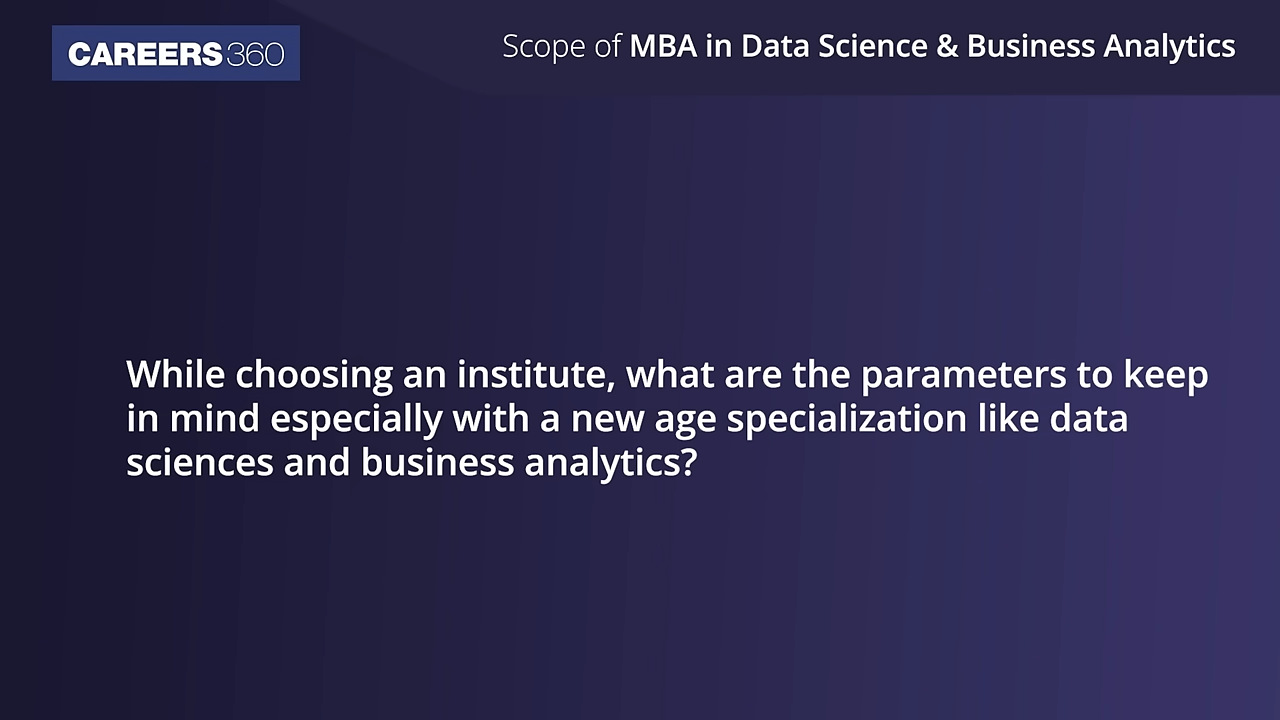 CAREERS360
Scope of MBA in Data Science & Business Analytics
While choosing an institute, what are the parameters to keep
in mind especially with a new age specialization like data
sciences and business analytics?